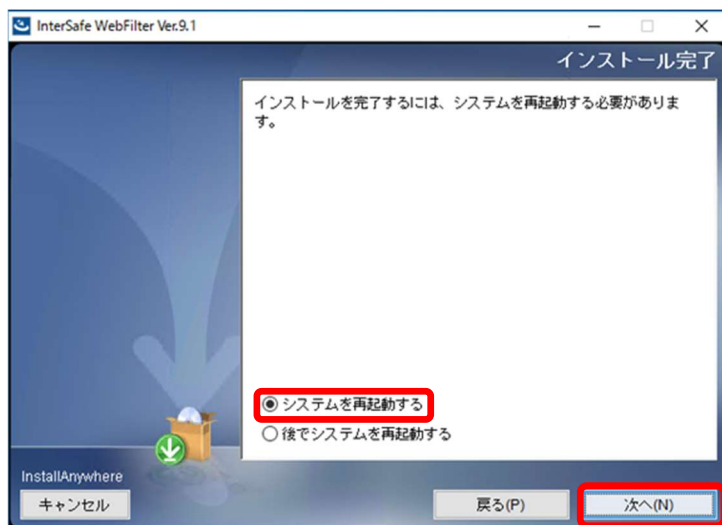 InterSafe WebFilter Ver.9.1
インストール完了
インストールを完了するには、システムを再起動する必要がありま
す。
システムを再起動する
後でシステムを再起動する
InstallAnywhere
キャンセル
戻る(P)
次へ(N)